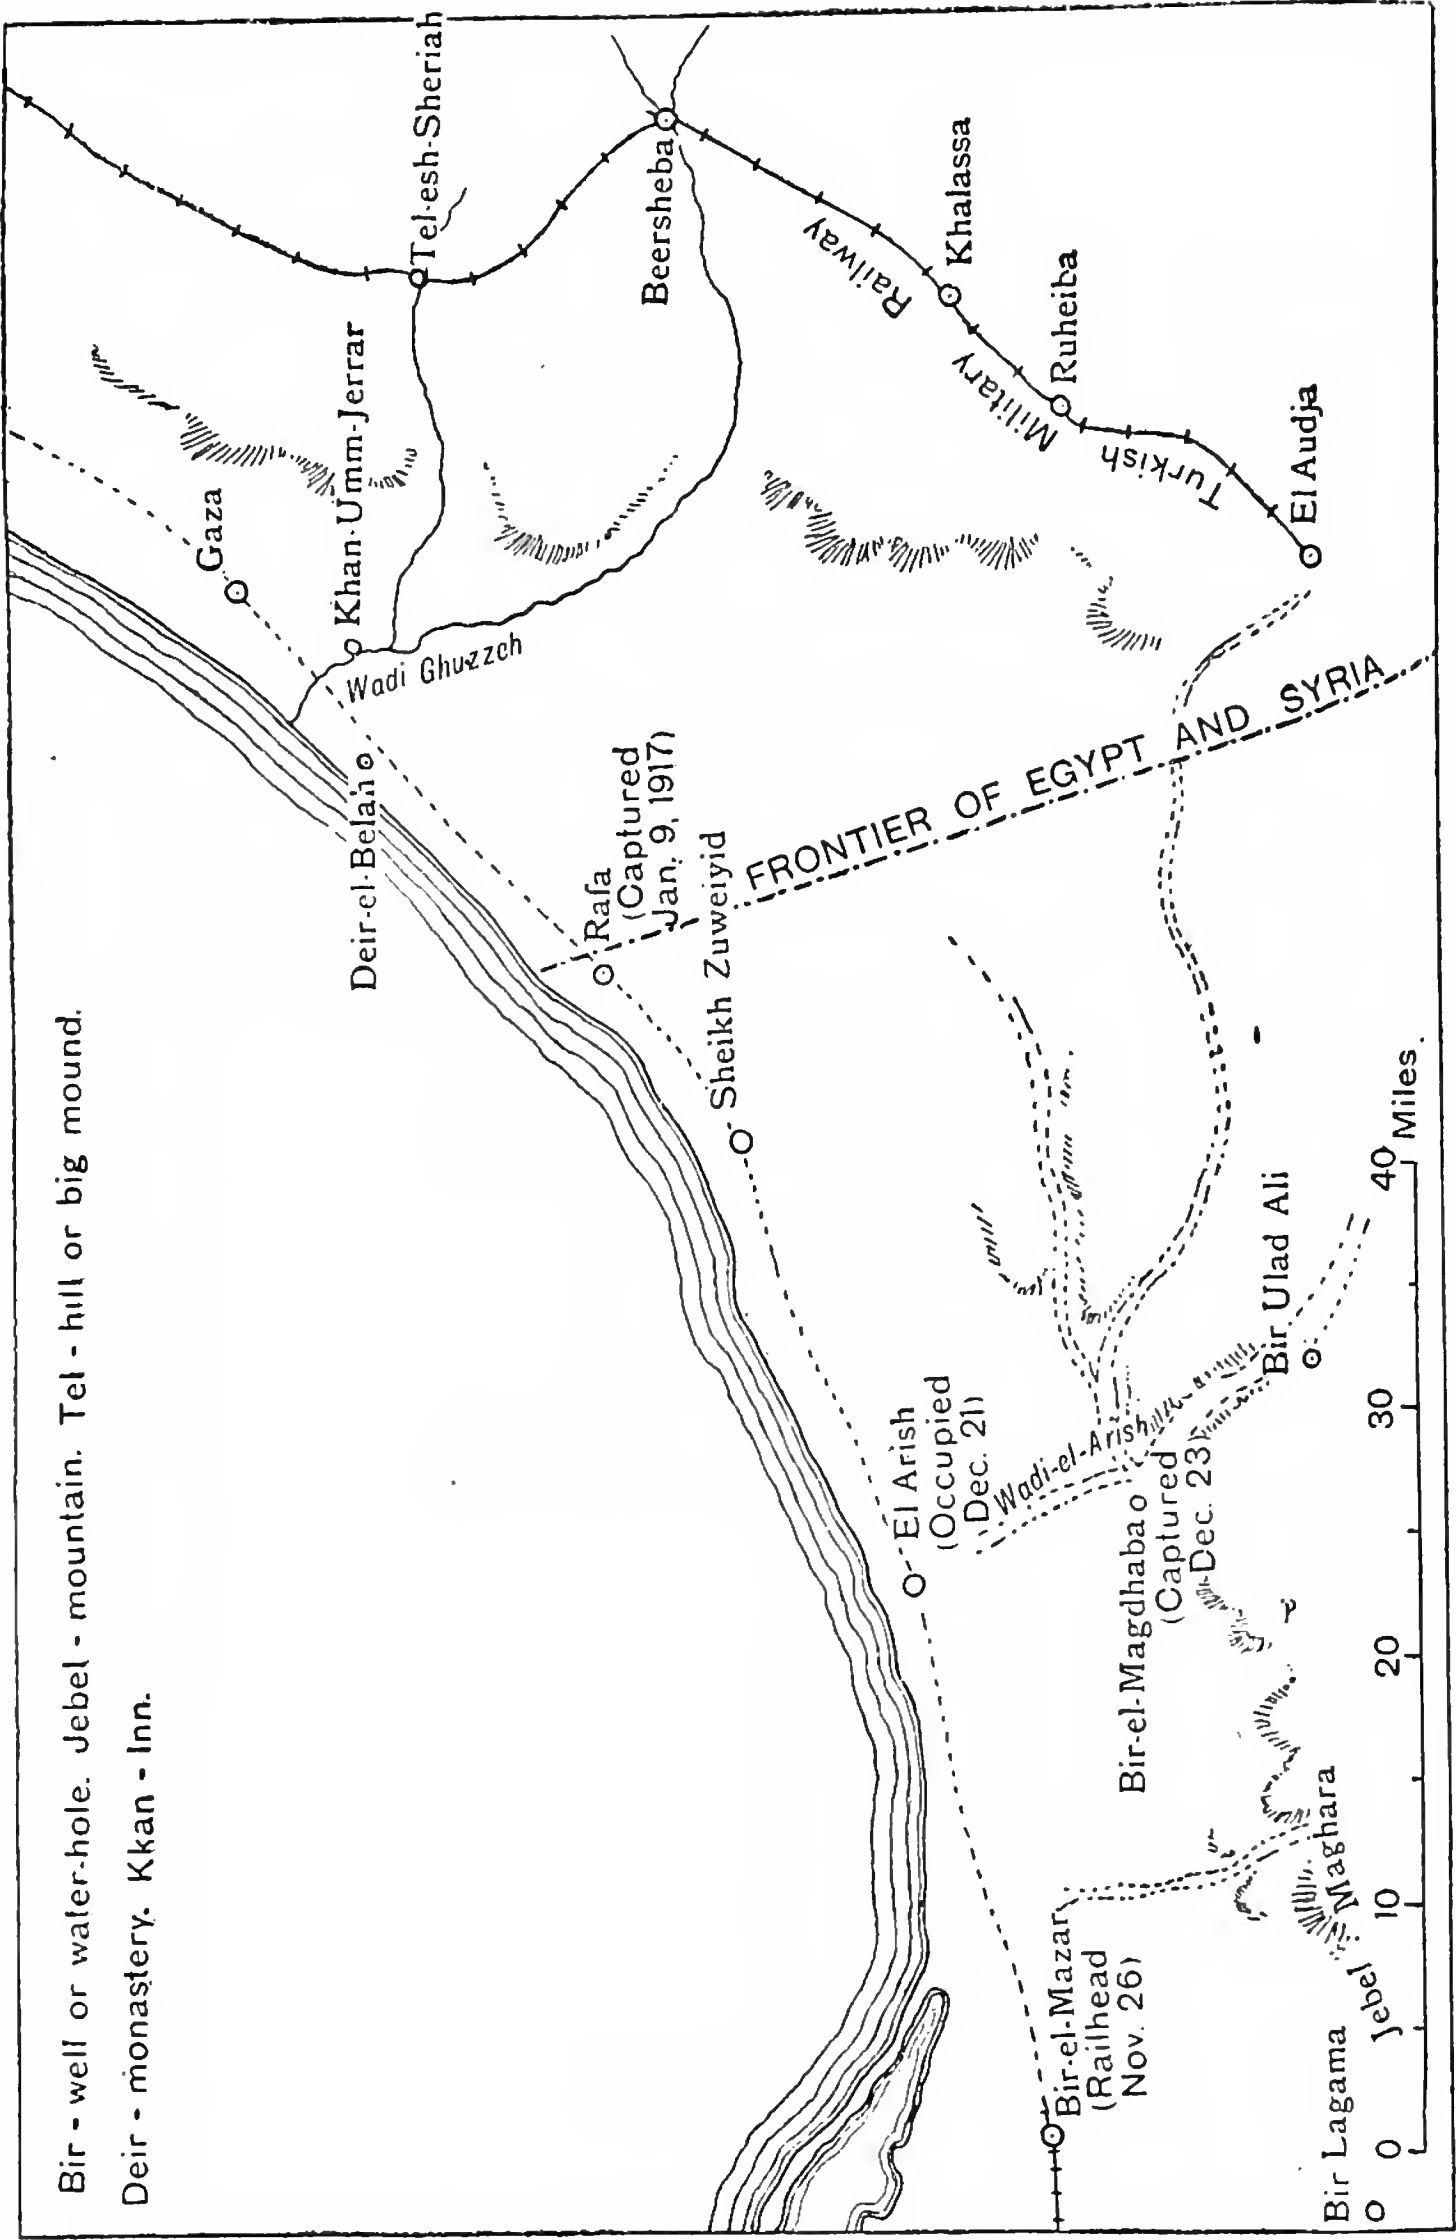 Bir - well or water-hole. Jebel - mountain. Tel - hill or big mound.
Deir - monastery. Kkan - Inn.
Tel-esh-Sheriah
Beersheba
Gaza
Khan-Umm-Jerrar
Wadi Ghuzzeh
Khalassa
Ruheiba
Turkish Military Railway
El Audja
Deir-el-Belah
Rafa
(Captured
Jan. 9, 1917)
Sheikh Zuweiyid
FRONTIER OF EGYPT AND SYRIA
El Arish
(Occupied
Dec. 21)
Wadi-el-Arish
Bir-el-Magdhaba
(Captured
Dec. 23)
Bir Ulad Ali
Bir-el-Mazar
(Railhead
Nov. 26)
Jebel Maghara
Bir Lagama
0 10 20 30 40 Miles.